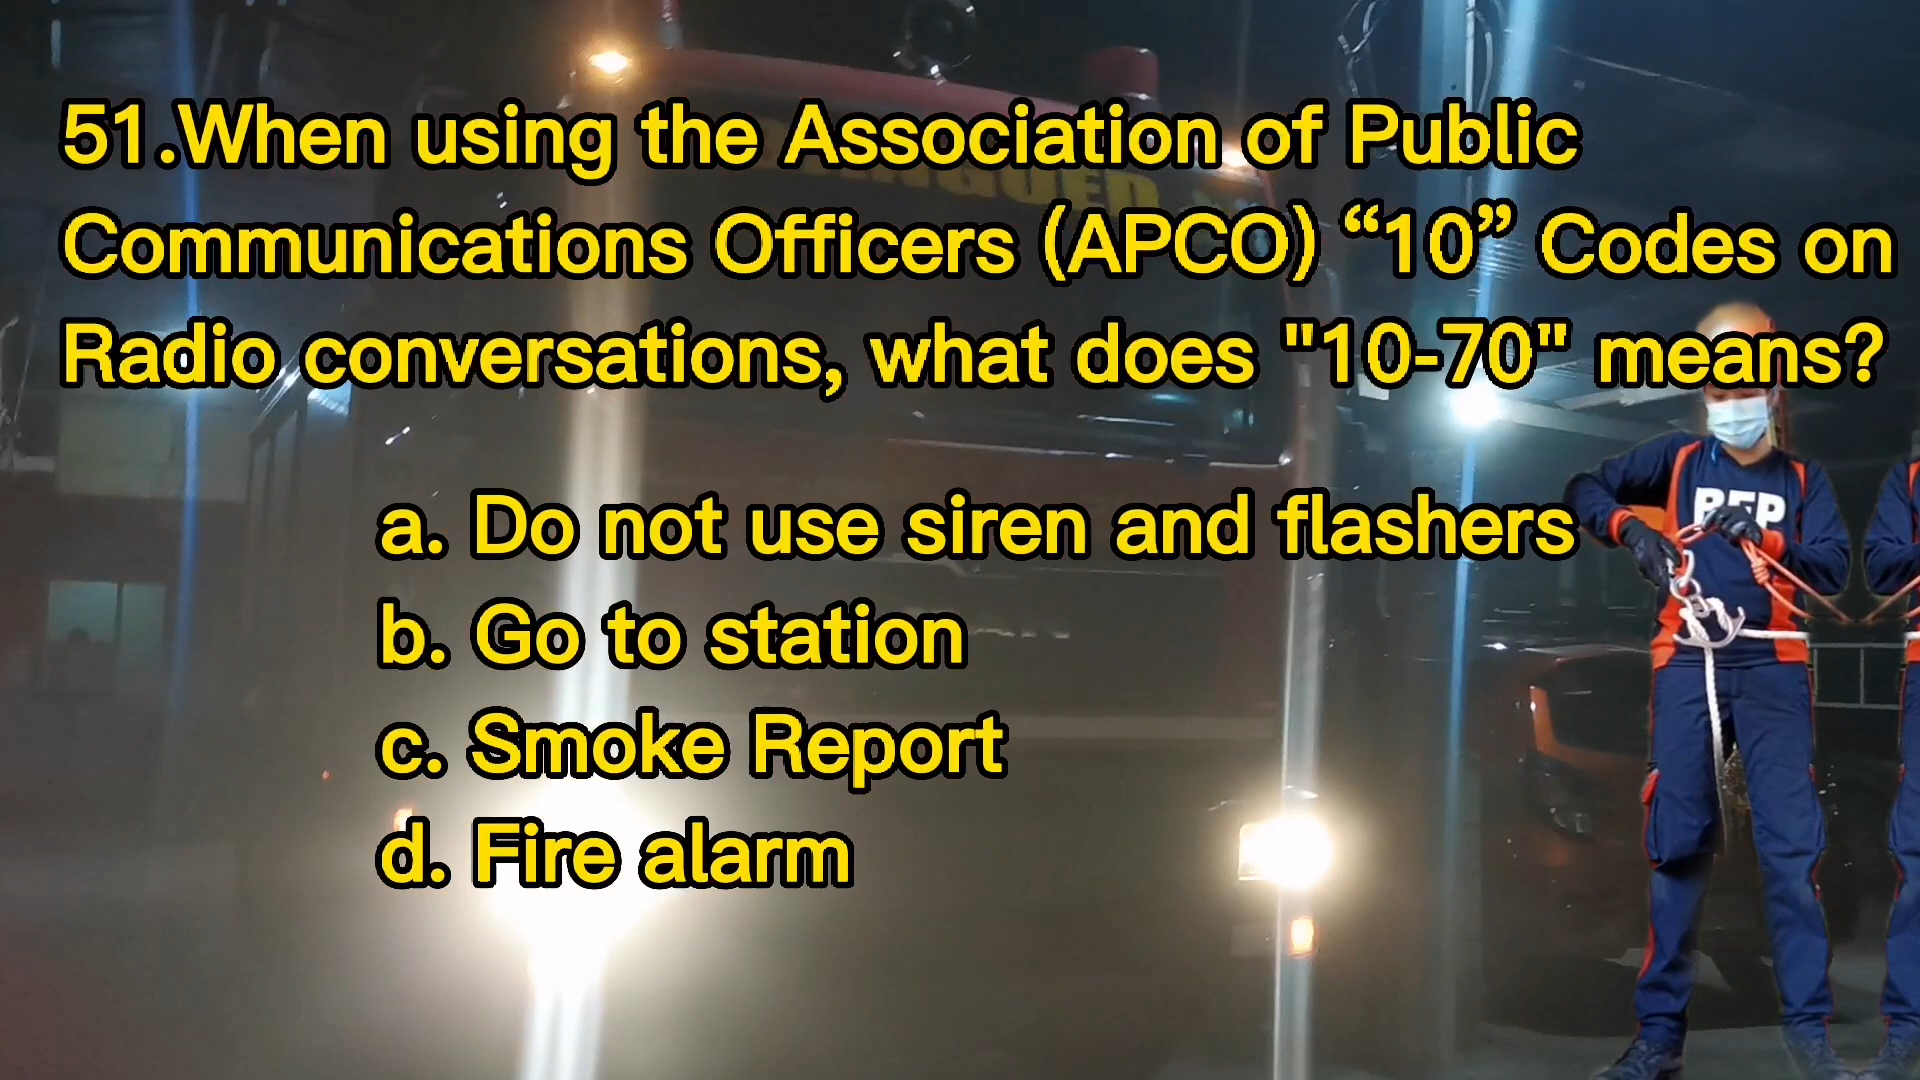 51.When using the Association of Public
Communications Officers (APCO) “10” Codes on
Radio conversations, what does "10-70" means?
a. Do not use siren and flashers
b. Go to station
c. Smoke Report
d. Fire alarm
BFP